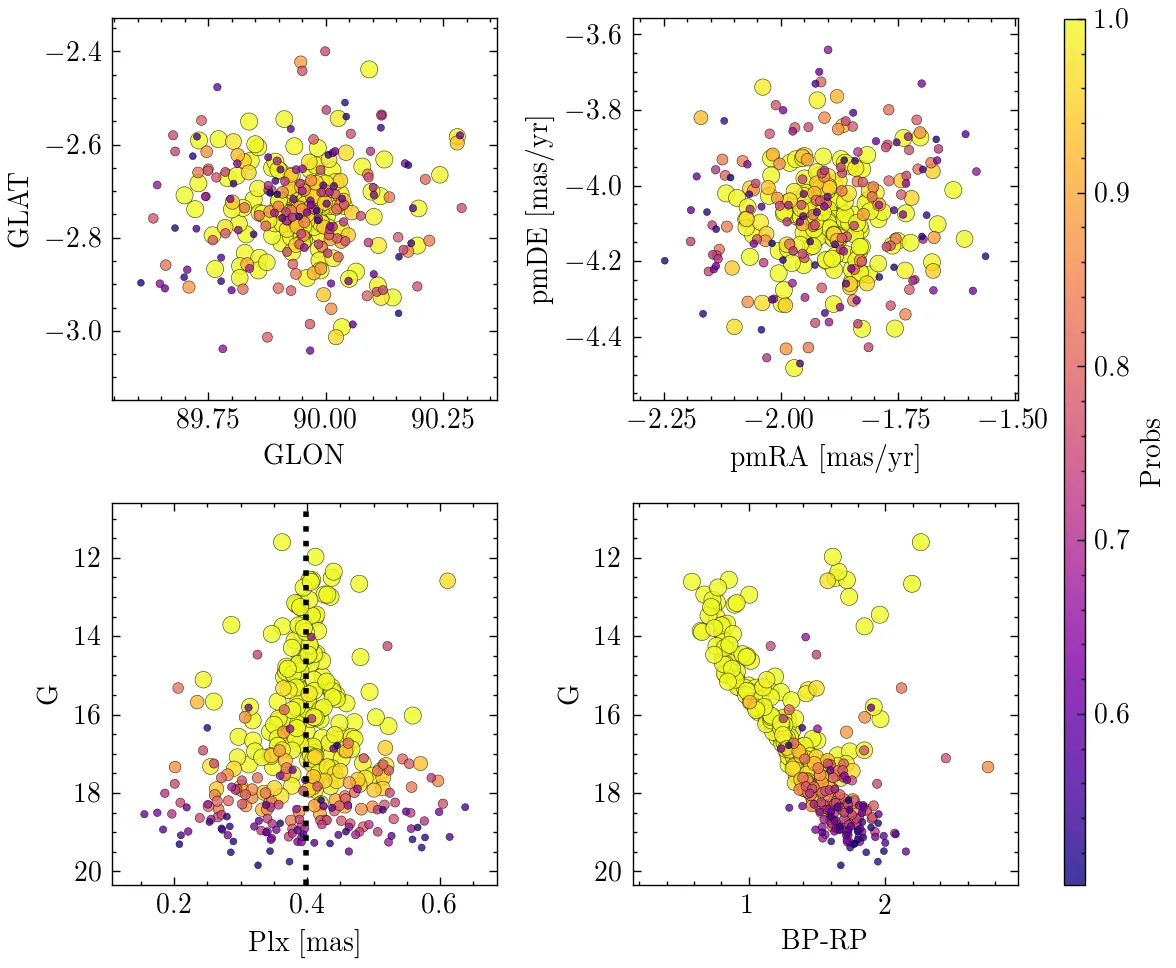 −2.4
−2.6
−2.8
−3.0
GLAT
89.75 90.00 90.25
GLON
−3.6
−3.8
−4.0
−4.2
−4.4
pmDE [mas/yr]
−2.25 −2.00 −1.75 −1.50
pmRA [mas/yr]
1.0
0.9
0.8
0.7
0.6
Probs
12
14
16
18
20
G
0.2 0.4 0.6
Plx [mas]
12
14
16
18
20
G
1 2
BP-RP